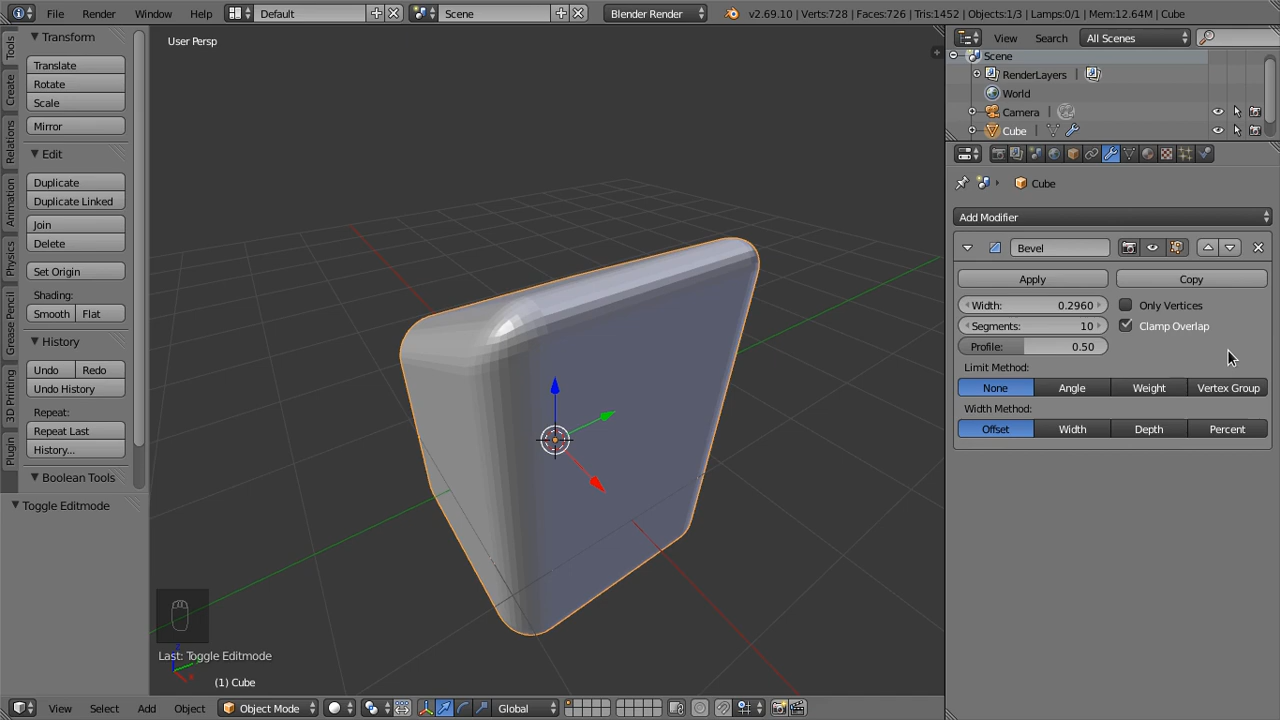 File Render Window Help Default Scene Blender Render v2.69.10 | Verts:728 | Faces:726 | Tris:1452 | Objects:1/3 | Lamps:0/1 | Mem:12.64M | Cube
Tools
Create
Relations
Animation
Physics
Grease Pencil
3D Printing
Plugin
Transform
Translate
Rotate
Scale
Mirror
Edit
Duplicate
Duplicate Linked
Join
Delete
Set Origin
Shading:
Smooth Flat
History
Undo Redo
Undo History
Repeat:
Repeat Last
History...
Boolean Tools
Toggle Editmode
User Persp
Last: Toggle Editmode
(1) Cube
View Select Add Object Object Mode Global
View Search All Scenes
Scene
RenderLayers |
World
Camera |
Cube |
Cube
Add Modifier
Bevel
Apply Copy
Width: 0.2960 Only Vertices
Segments: 10 Clamp Overlap
Profile: 0.50
Limit Method:
None Angle Weight Vertex Group
Width Method:
Offset Width Depth Percent